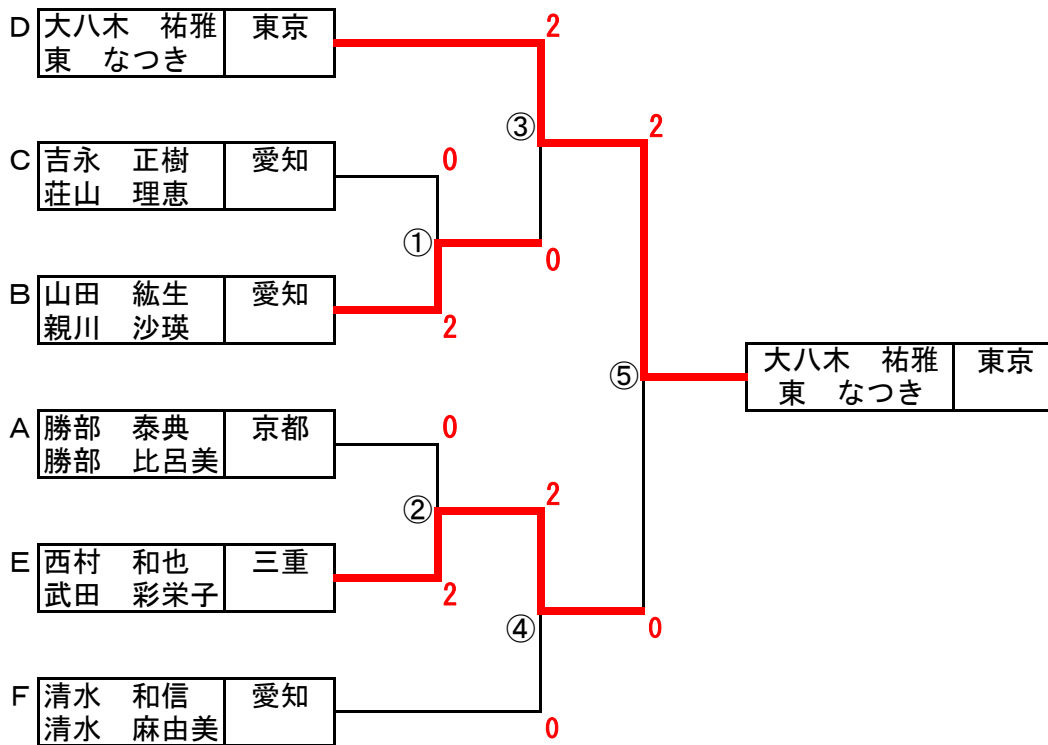 D 大八木 祐雅 東京
東 なつき
2
③
2
C 吉永 正樹 愛知
荘山 理恵
0
①
0
B 山田 紘生 愛知
親川 沙瑛
2
⑤
大八木 祐雅 東京
東 なつき
A 勝部 泰典 京都
勝部 比呂美
0
②
2
E 西村 和也 三重
武田 彩栄子
2
④
0
F 清水 和信 愛知
清水 麻由美
0